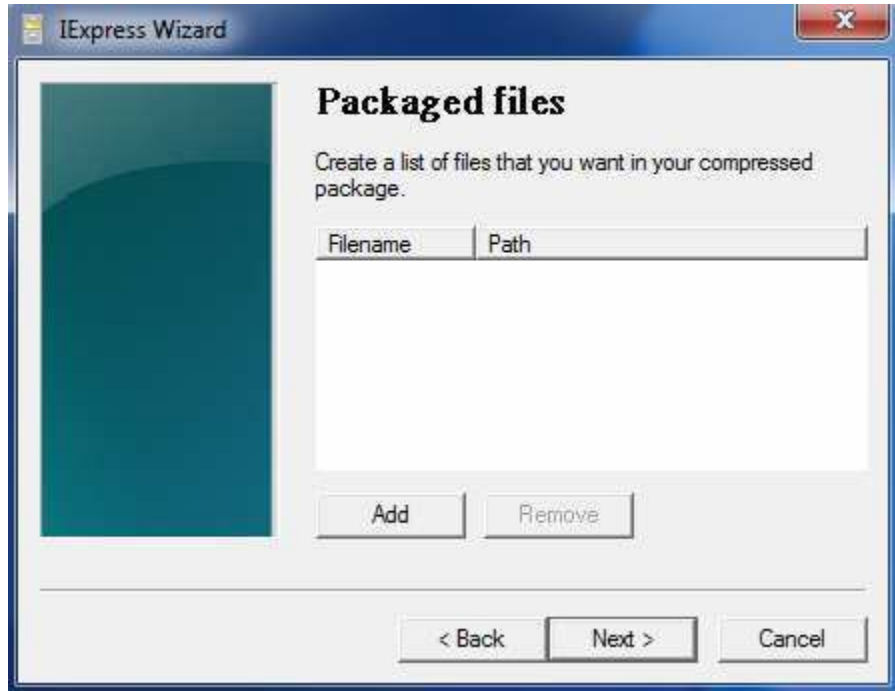 IExpress Wizard
Packaged files
Create a list of files that you want in your compressed
package.
Filename Path
Add Remove
< Back Next > Cancel